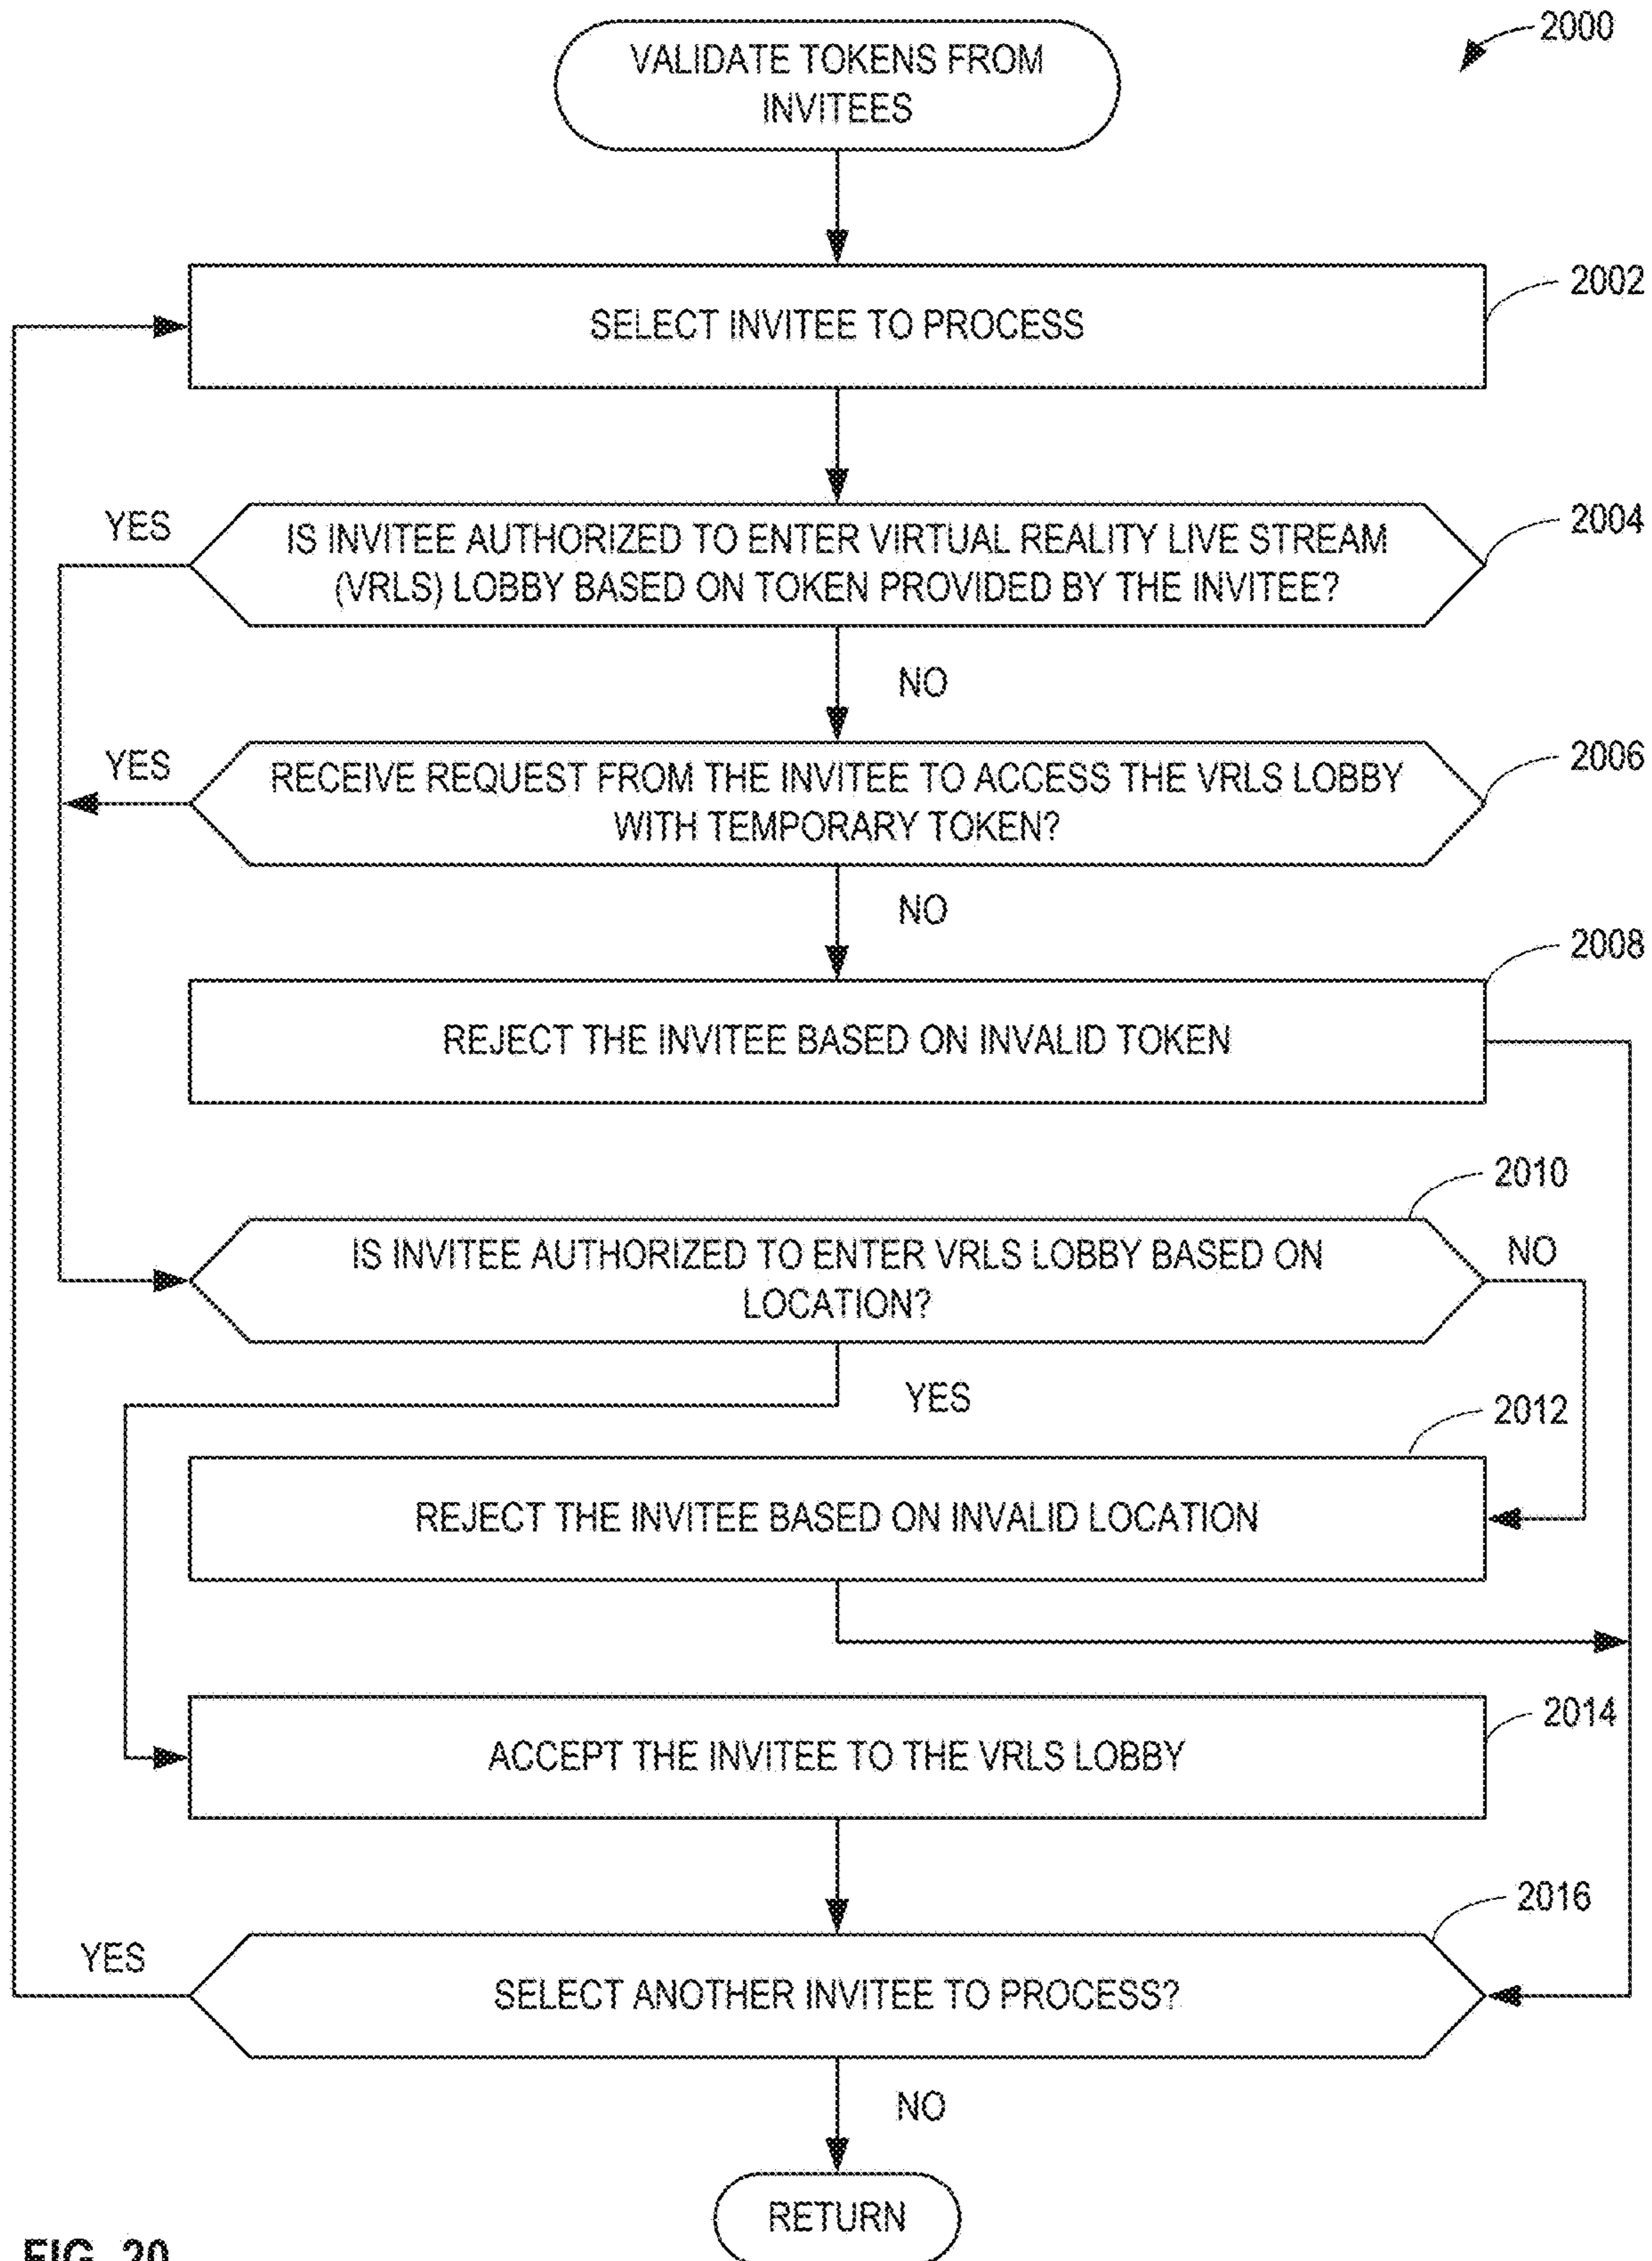 2000
VALIDATE TOKENS FROM
INVITEES
2002
SELECT INVITEE TO PROCESS
2004
YES
IS INVITEE AUTHORIZED TO ENTER VIRTUAL REALITY LIVE STREAM
(VRLS) LOBBY BASED ON TOKEN PROVIDED BY THE INVITEE?
NO
2006
YES
RECEIVE REQUEST FROM THE INVITEE TO ACCESS THE VRLS LOBBY
WITH TEMPORARY TOKEN?
NO
2008
REJECT THE INVITEE BASED ON INVALID TOKEN
2010
IS INVITEE AUTHORIZED TO ENTER VRLS LOBBY BASED ON
LOCATION?
NO
YES
2012
REJECT THE INVITEE BASED ON INVALID LOCATION
2014
ACCEPT THE INVITEE TO THE VRLS LOBBY
2016
YES
SELECT ANOTHER INVITEE TO PROCESS?
NO
RETURN
FIG. 20